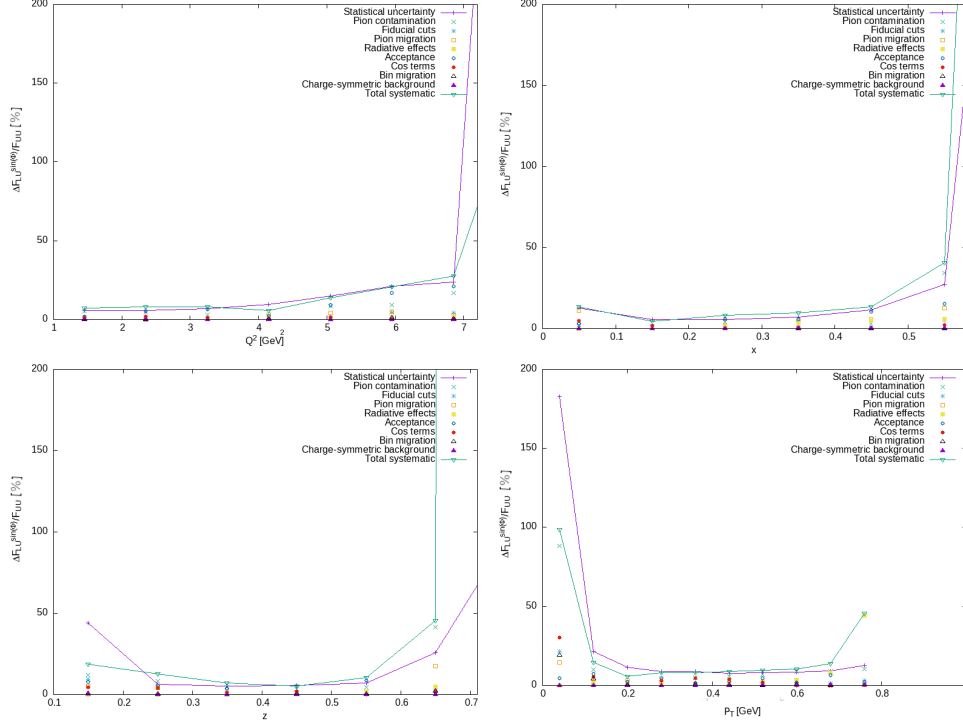 200
150
100
50
0
ΔF_LU^sin(Φ)/F_UU [%]
Statistical uncertainty
Pion contamination
Fiducial cuts
Pion migration
Radiative effects
Acceptance
Cos terms
Bin migration
Charge-symmetric background
Total systematic
1 2 3 4 5 6 7
Q² [GeV]²
200
150
100
50
0
ΔF_LU^sin(Φ)/F_UU [%]
Statistical uncertainty
Pion contamination
Fiducial cuts
Pion migration
Radiative effects
Acceptance
Cos terms
Bin migration
Charge-symmetric background
Total systematic
0 0.1 0.2 0.3 0.4 0.5
x
200
150
100
50
0
ΔF_LU^sin(Φ)/F_UU [%]
Statistical uncertainty
Pion contamination
Fiducial cuts
Pion migration
Radiative effects
Acceptance
Cos terms
Bin migration
Charge-symmetric background
Total systematic
0.1 0.2 0.3 0.4 0.5 0.6 0.7
z
200
150
100
50
0
ΔF_LU^sin(Φ)/F_UU [%]
Statistical uncertainty
Pion contamination
Fiducial cuts
Pion migration
Radiative effects
Acceptance
Cos terms
Bin migration
Charge-symmetric background
Total systematic
0 0.2 0.4 0.6 0.8
P_T [GeV]